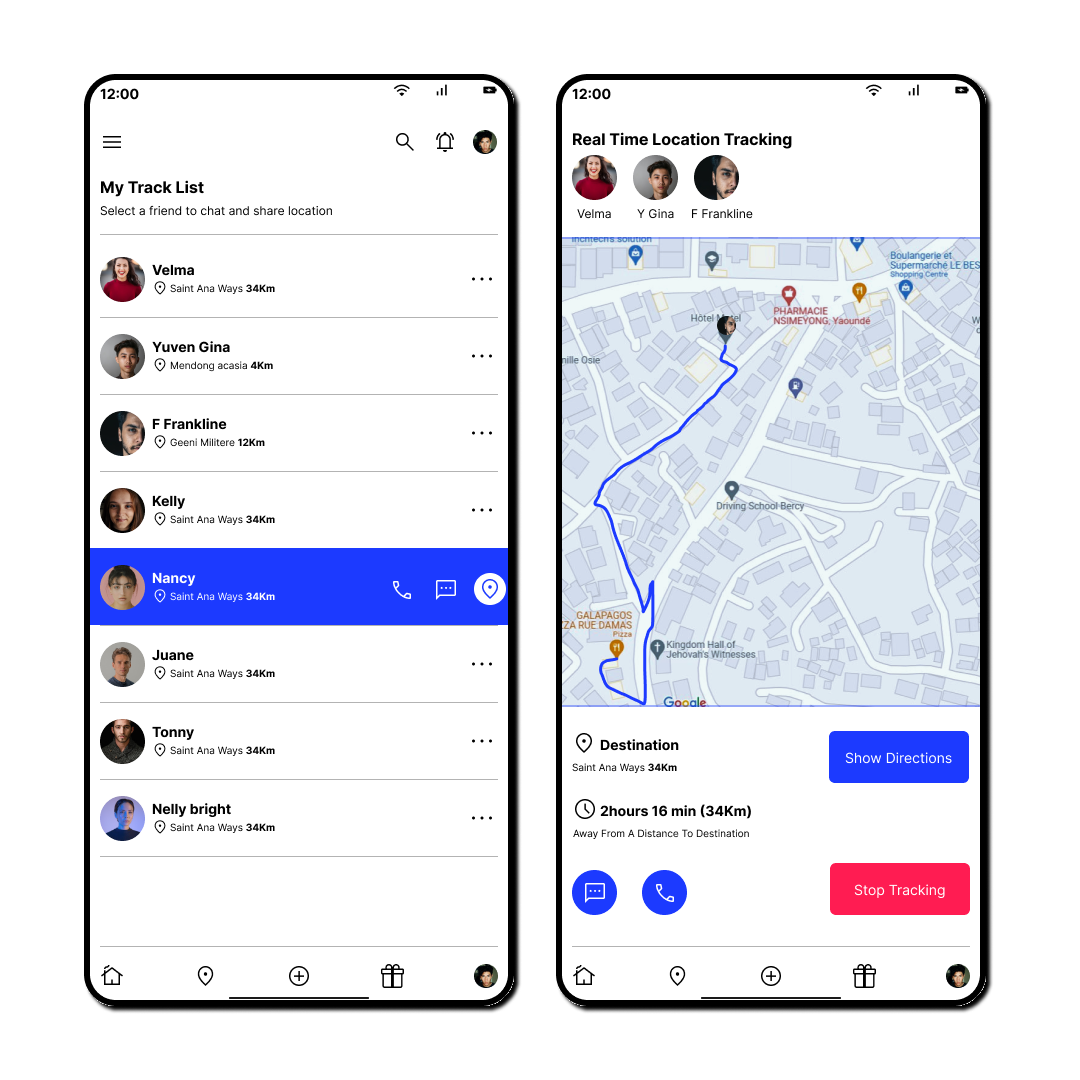 12:00
My Track List
Select a friend to chat and share location
Velma
Saint Ana Ways 34Km
Yuven Gina
Mendong acasia 4Km
F Frankline
Geeni Militere 12Km
Kelly
Saint Ana Ways 34Km
Nancy
Saint Ana Ways 34Km
Juane
Saint Ana Ways 34Km
Tonny
Saint Ana Ways 34Km
Nelly bright
Saint Ana Ways 34Km
12:00
Real Time Location Tracking
Velma
Y Gina
F Frankline
Boulangerie et
Supermarché LE BES
Shopping Centre
PHARMACIE
NSIMEYONG, Yaoundé
Hôtel
nille Osie
Driving School Bercy
GALAPAGOS
ZZA RUE DAMAS
Pizza
Kingdom Hall of
Jehovah's Witnesses
Google
Destination
Saint Ana Ways 34Km
Show Directions
2hours 16 min (34Km)
Away From A Distance To Destination
Stop Tracking